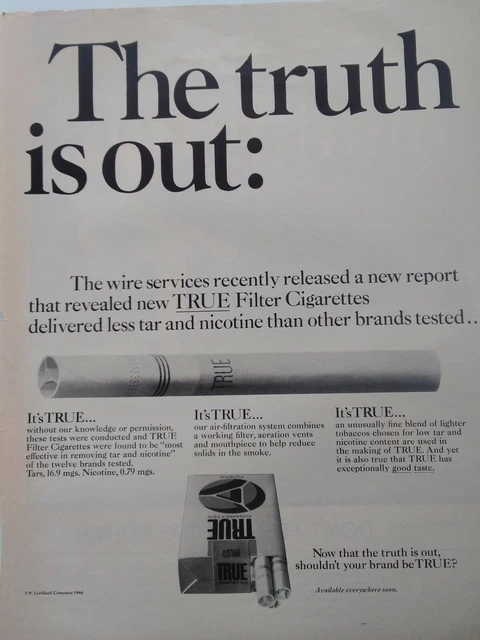 The truth
is out:
The wire services recently released a new report
that revealed new TRUE Filter Cigarettes
delivered less tar and nicotine than other brands tested..
TRUE
It's TRUE...
without our knowledge or permission,
these tests were conducted and TRUE
Filter Cigarettes were found to be "most
effective in removing tar and nicotine"
of the twelve brands tested.
Tars, 16.9 mgs. Nicotine, 0.79 mgs.
It's TRUE...
our air-filtration system combines
a working filter, aeration vents
and mouthpiece to help reduce
solids in the smoke.
It's TRUE...
an unusually fine blend of lighter
tobaccos chosen for low tar and
nicotine content are used in
the making of TRUE. And yet
it is also true that TRUE has
exceptionally good taste.
FILTER
CIGARETTES
TRUE
TRUE
TRUE
Now that the truth is out,
shouldn't your brand be TRUE?
© P. Lorillard Company 1966
Available everywhere soon.